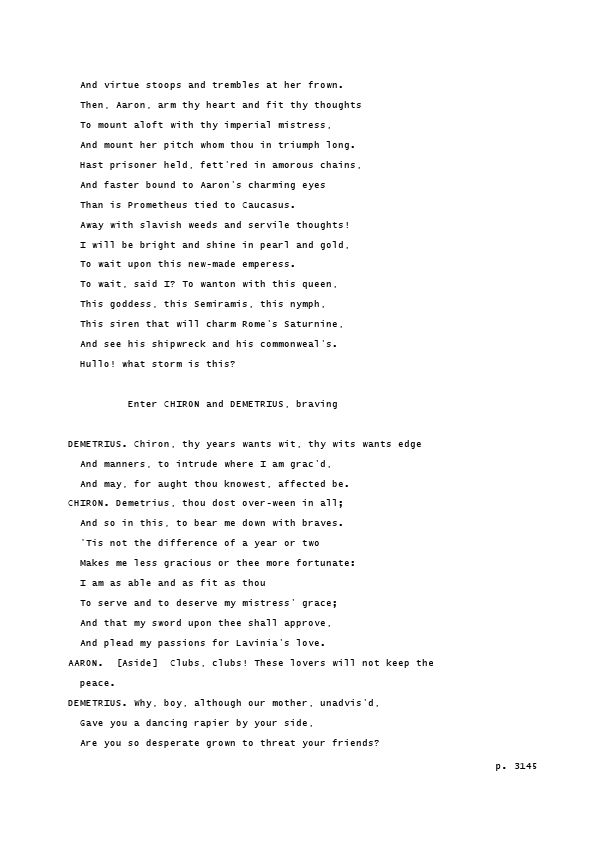 And virtue stoops and trembles at her frown.
Then, Aaron, arm thy heart and fit thy thoughts
To mount aloft with thy imperial mistress,
And mount her pitch whom thou in triumph long.
Hast prisoner held, fett'red in amorous chains,
And faster bound to Aaron's charming eyes
Than is Prometheus tied to Caucasus.
Away with slavish weeds and servile thoughts!
I will be bright and shine in pearl and gold,
To wait upon this new-made emperess.
To wait, said I? To wanton with this queen,
This goddess, this Semiramis, this nymph,
This siren that will charm Rome's Saturnine,
And see his shipwreck and his commonweal's.
Hullo! what storm is this?
Enter CHIRON and DEMETRIUS, braving
DEMETRIUS. Chiron, thy years wants wit, thy wits wants edge
And manners, to intrude where I am grac'd,
And may, for aught thou knowest, affected be.
CHIRON. Demetrius, thou dost over-ween in all;
And so in this, to bear me down with braves.
'Tis not the difference of a year or two
Makes me less gracious or thee more fortunate:
I am as able and as fit as thou
To serve and to deserve my mistress' grace;
And that my sword upon thee shall approve,
And plead my passions for Lavinia's love.
AARON. [Aside] Clubs, clubs! These lovers will not keep the
peace.
DEMETRIUS. Why, boy, although our mother, unadvis'd,
Gave you a dancing rapier by your side,
Are you so desperate grown to threat your friends?
p. 3145